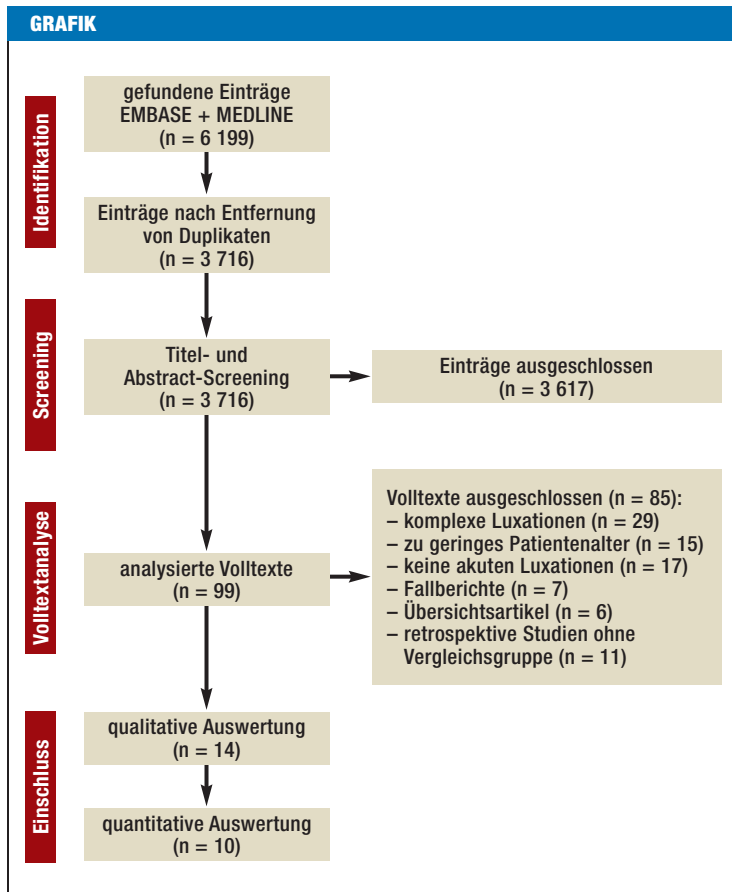 GRAFIK
Identifikation
gefundene Einträge
EMBASE + MEDLINE
(n = 6 199)
Einträge nach Entfernung
von Duplikaten
(n = 3 716)
Screening
Titel- und
Abstract-Screening
(n = 3 716)
Einträge ausgeschlossen
(n = 3 617)
Volltextanalyse
analysierte Volltexte
(n = 99)
Volltexte ausgeschlossen (n = 85):
– komplexe Luxationen (n = 29)
– zu geringes Patientenalter (n = 15)
– keine akuten Luxationen (n = 17)
– Fallberichte (n = 7)
– Übersichtsartikel (n = 6)
– retrospektive Studien ohne
Vergleichsgruppe (n = 11)
Einschluss
qualitative Auswertung
(n = 14)
quantitative Auswertung
(n = 10)